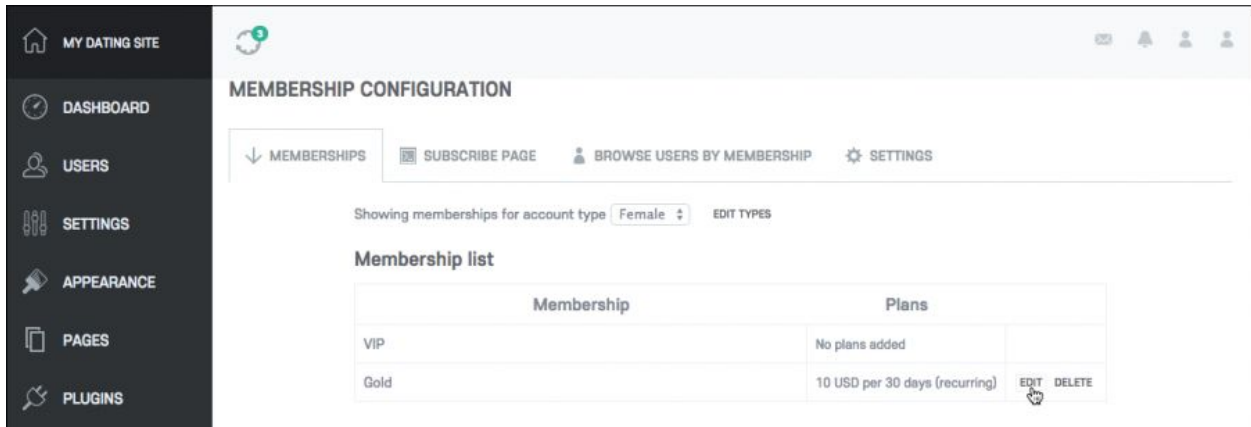 MY DATING SITE
3
DASHBOARD
USERS
SETTINGS
APPEARANCE
PAGES
PLUGINS
MEMBERSHIP CONFIGURATION
MEMBERSHIPS SUBSCRIBE PAGE BROWSE USERS BY MEMBERSHIP SETTINGS
Showing memberships for account type Female EDIT TYPES
Membership list
Membership Plans
VIP No plans added
Gold 10 USD per 30 days (recurring) EDIT DELETE